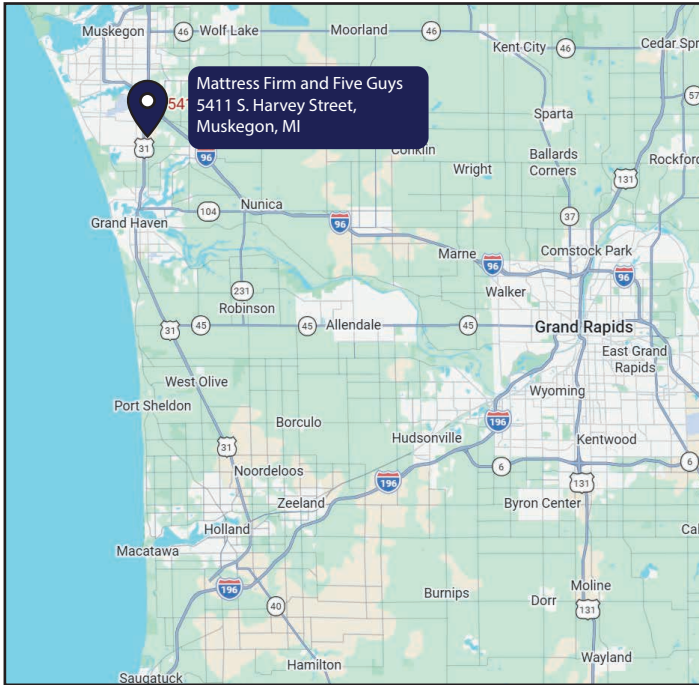 Muskegon
46
Wolf Lake
Moorland
46
Kent City
46
Cedar Spr
Mattress Firm and Five Guys
5411 S. Harvey Street,
Muskegon, MI
541
57
31
96
Conklin
Sparta
Wright
Ballards
Corners
131
Rockford
Grand Haven
104
Nunica
96
37
Marne
96
Comstock Park
96
Walker
231
Robinson
31
45
45
Allendale
45
Grand Rapids
East Grand
Rapids
West Olive
Wyoming
Port Sheldon
Borculo
196
Hudsonville
Kentwood
31
6
6
Noordeloos
196
131
Zeeland
Byron Center
Holland
Cal
Macatawa
196
40
Burnips
Dorr
Moline
131
Hamilton
Wayland
Saugatuck